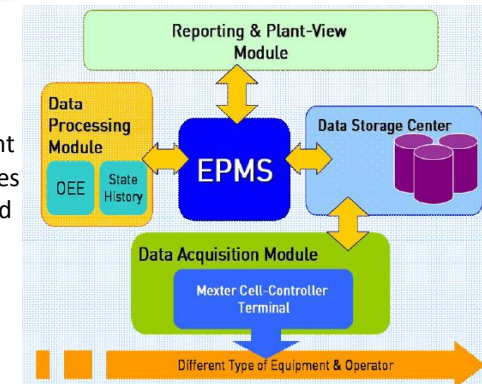 Reporting & Plant-View
Module
Data
Processing
Module
OEE
State
History
EPMS
Data Storage Center
Data Acquisition Module
Mexter Cell-Controller
Terminal
Different Type of Equipment & Operator